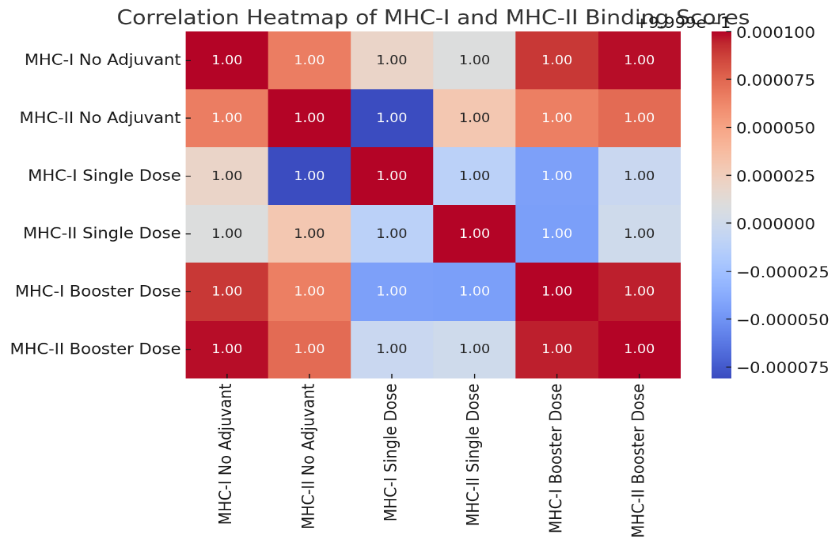 Correlation Heatmap of MHC-I and MHC-II Binding Scores
+9.999e−1
MHC-I No Adjuvant 1.00 1.00 1.00 1.00 1.00 1.00
MHC-II No Adjuvant 1.00 1.00 1.00 1.00 1.00 1.00
MHC-I Single Dose 1.00 1.00 1.00 1.00 1.00 1.00
MHC-II Single Dose 1.00 1.00 1.00 1.00 1.00 1.00
MHC-I Booster Dose 1.00 1.00 1.00 1.00 1.00 1.00
MHC-II Booster Dose 1.00 1.00 1.00 1.00 1.00 1.00
MHC-I No Adjuvant
MHC-II No Adjuvant
MHC-I Single Dose
MHC-II Single Dose
MHC-I Booster Dose
MHC-II Booster Dose
0.000100
0.000075
0.000050
0.000025
0.000000
−0.000025
−0.000050
−0.000075